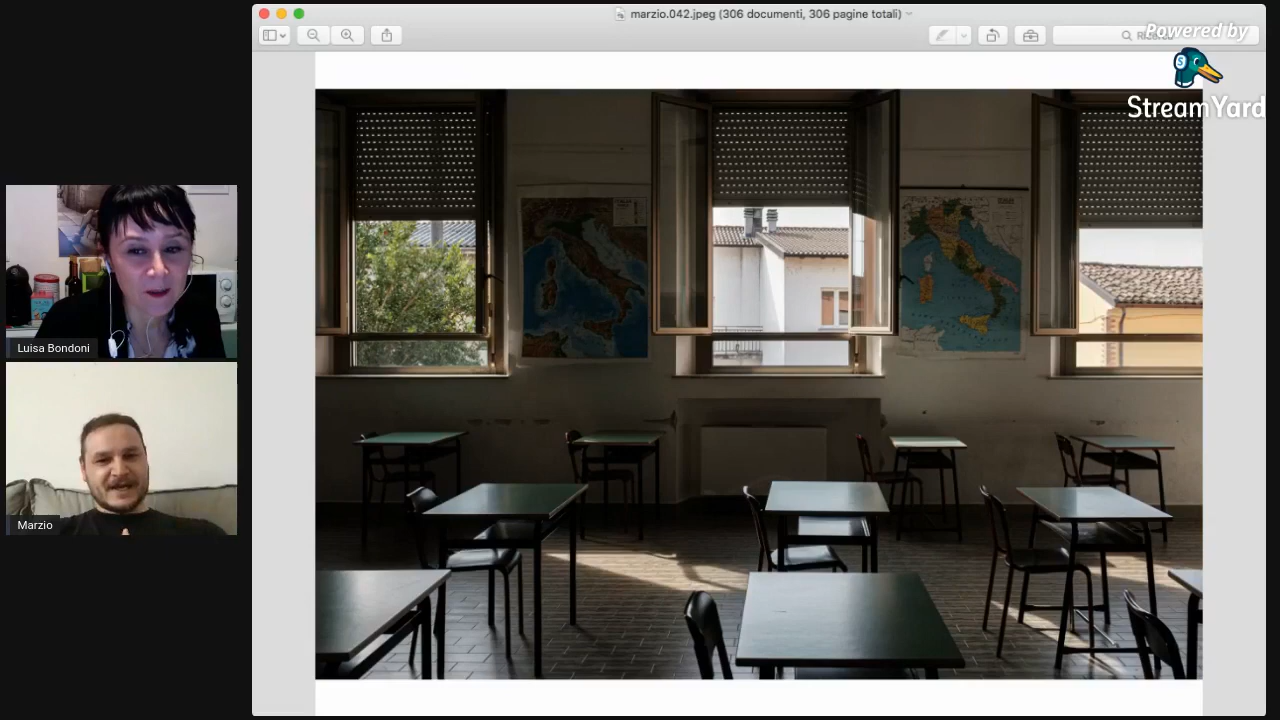 marzio.042.jpeg (306 documenti, 306 pagine totali)
Powered by
StreamYard
Luisa Bondoni
Marzio